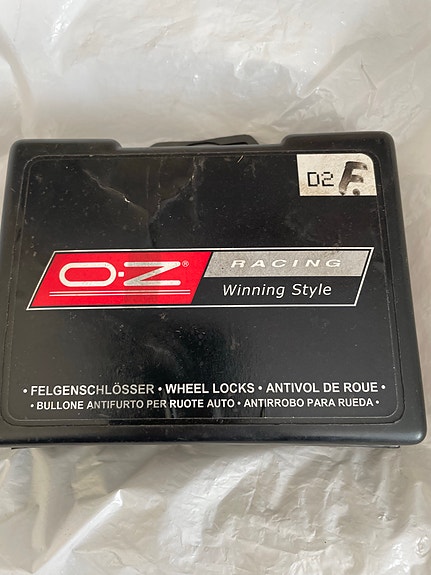 D2 F.
O·Z® RACING
Winning Style
• FELGENSCHLÖSSER • WHEEL LOCKS • ANTIVOL DE ROUE •
• BULLONE ANTIFURTO PER RUOTE AUTO • ANTIRROBO PARA RUEDA •